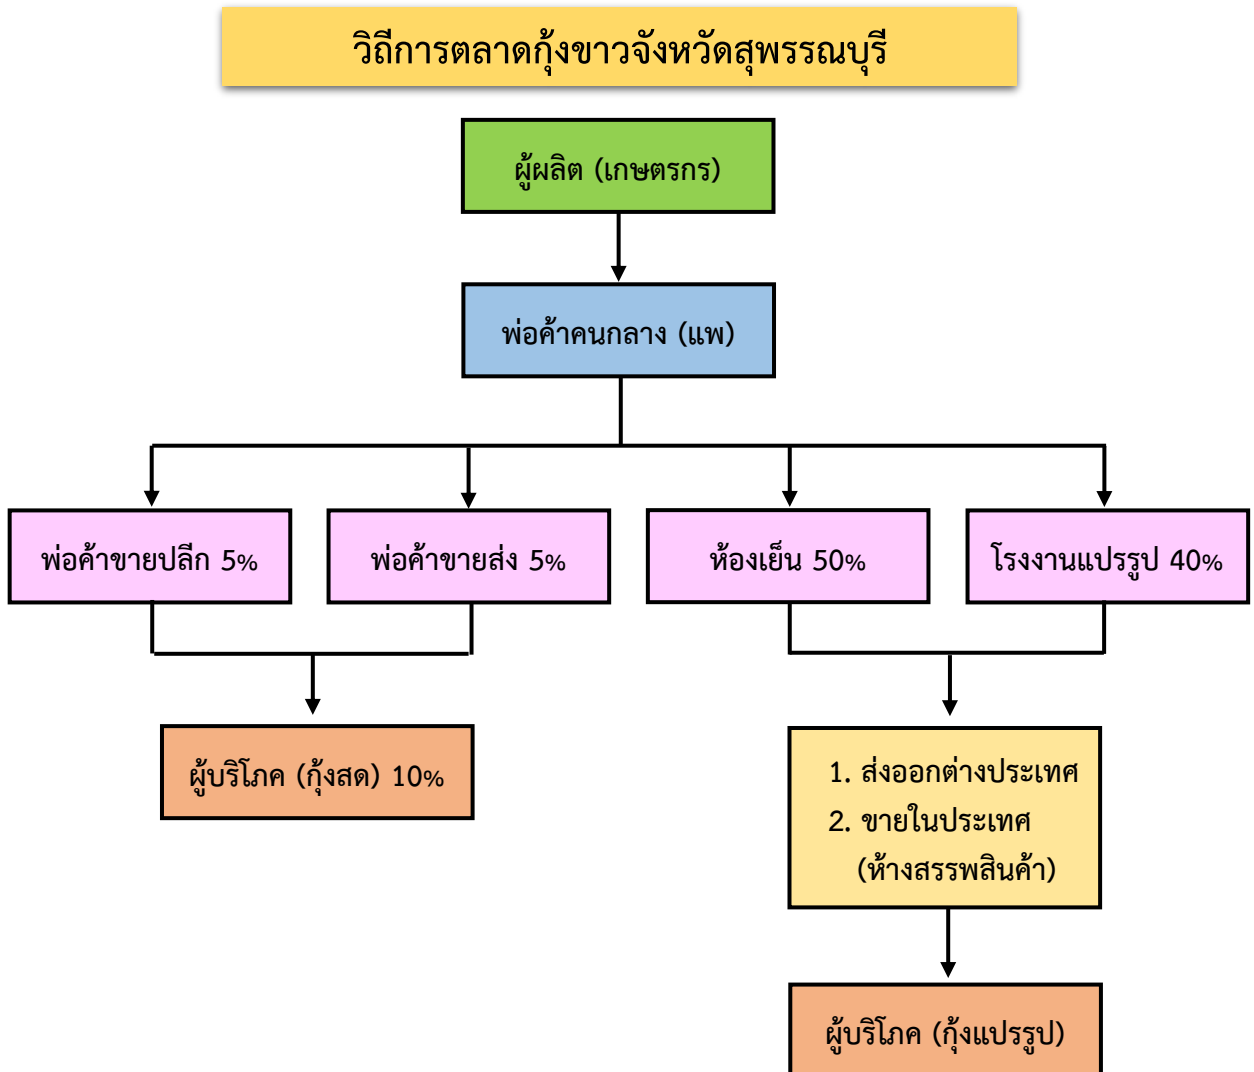 วิถีการตลาดกุ้งขาวจังหวัดสุพรรณบุรี
ผู้ผลิต (เกษตรกร)
พ่อค้าคนกลาง (แพ)
พ่อค้าขายปลีก 5%
พ่อค้าขายส่ง 5%
ห้องเย็น 50%
โรงงานแปรรูป 40%
ผู้บริโภค (กุ้งสด) 10%
1. ส่งออกต่างประเทศ
2. ขายในประเทศ
(ห้างสรรพสินค้า)
ผู้บริโภค (กุ้งแปรรูป)